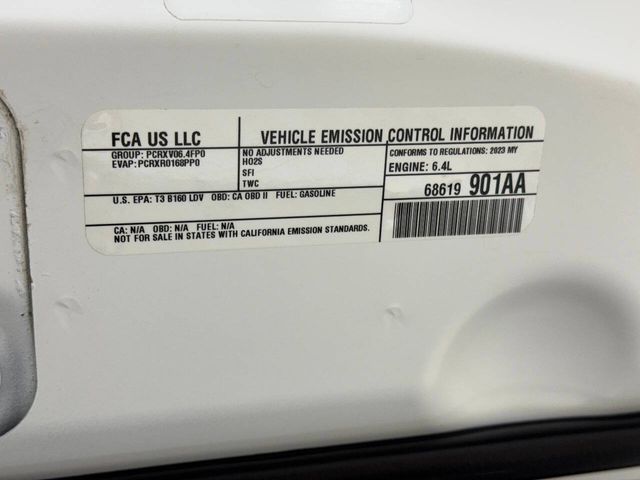 FCA US LLC
GROUP: PCRXV06.4FP0
EVAP: PCRXR0168PP0
VEHICLE EMISSION CONTROL INFORMATION
NO ADJUSTMENTS NEEDED
HO2S
SFI
TWC
CONFORMS TO REGULATIONS: 2023 MY
ENGINE: 6.4L
68619 901AA
U.S. EPA: T3 B160 LDV OBD: CA OBD II FUEL: GASOLINE
CA: N/A OBD: N/A FUEL: N/A
NOT FOR SALE IN STATES WITH CALIFORNIA EMISSION STANDARDS.